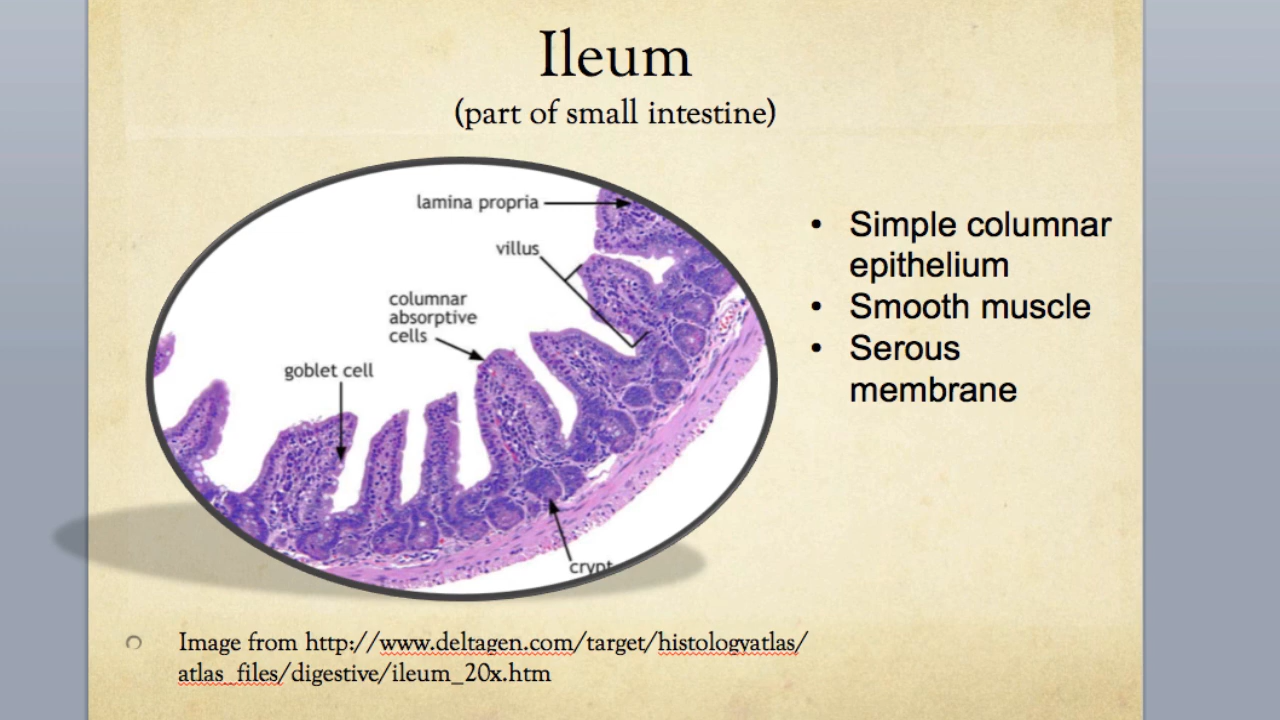 Ileum
(part of small intestine)
lamina propria
villus
columnar
absorptive
cells
goblet cell
crypt
• Simple columnar
epithelium
• Smooth muscle
• Serous
membrane
Image from http://www.deltagen.com/target/histologyatlas/
atlas_files/digestive/ileum_20x.htm